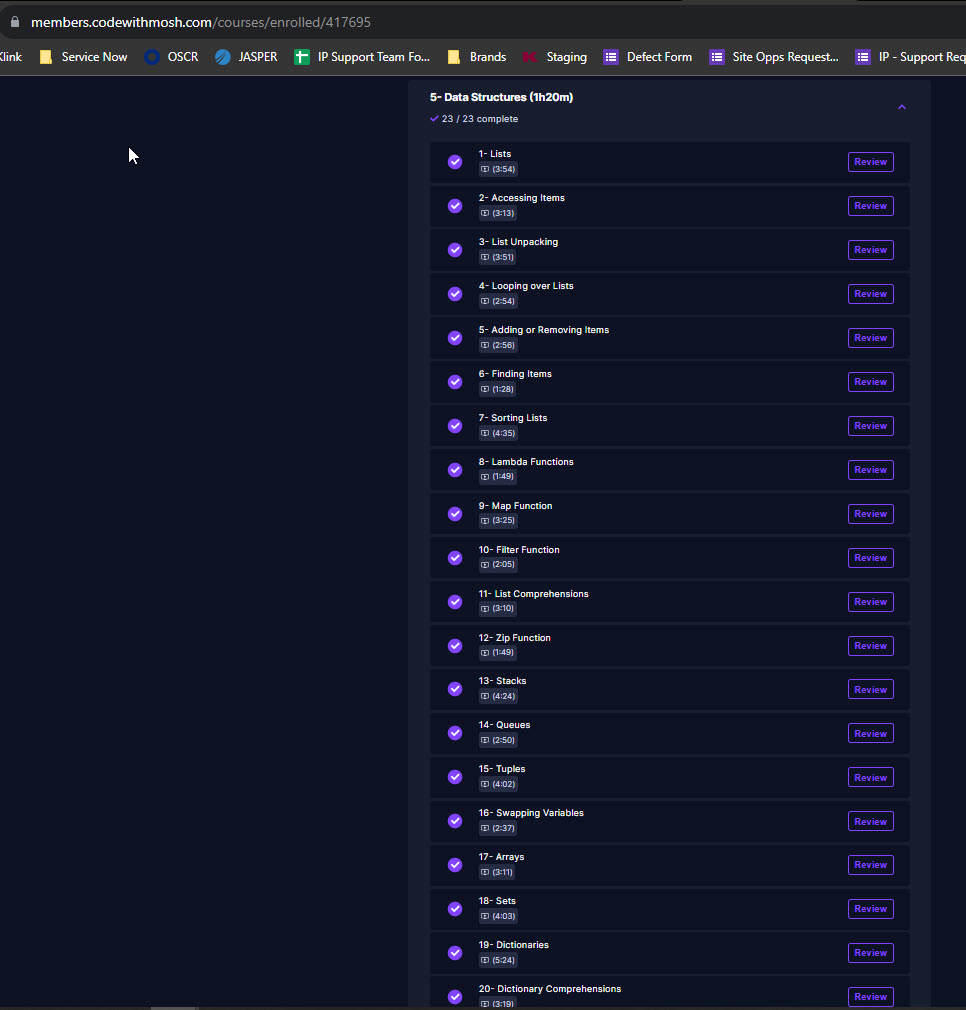 members.codewithmosh.com/courses/enrolled/417695
Klink Service Now OSCR JASPER IP Support Team Fo... Brands Staging Defect Form Site Opps Request... IP - Support Req
5- Data Structures (1h20m)
23 / 23 complete
1- Lists
(3:54)
Review
2- Accessing Items
(3:13)
Review
3- List Unpacking
(3:51)
Review
4- Looping over Lists
(2:54)
Review
5- Adding or Removing Items
(2:56)
Review
6- Finding Items
(1:28)
Review
7- Sorting Lists
(4:35)
Review
8- Lambda Functions
(1:49)
Review
9- Map Function
(3:25)
Review
10- Filter Function
(2:05)
Review
11- List Comprehensions
(3:10)
Review
12- Zip Function
(1:49)
Review
13- Stacks
(4:24)
Review
14- Queues
(2:50)
Review
15- Tuples
(4:02)
Review
16- Swapping Variables
(2:37)
Review
17- Arrays
(3:11)
Review
18- Sets
(4:03)
Review
19- Dictionaries
(5:24)
Review
20- Dictionary Comprehensions
(3:19)
Review